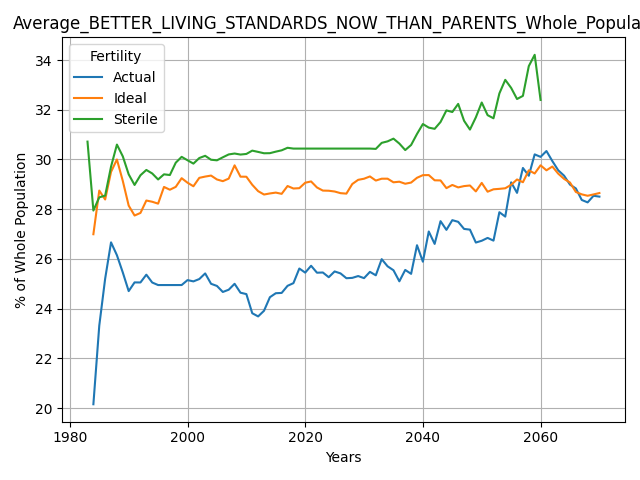 Average_BETTER_LIVING_STANDARDS_NOW_THAN_PARENTS_Whole_Popula
Fertility
Actual
Ideal
Sterile
% of Whole Population
34
32
30
28
26
24
22
20
1980
2000
2020
2040
2060
Years